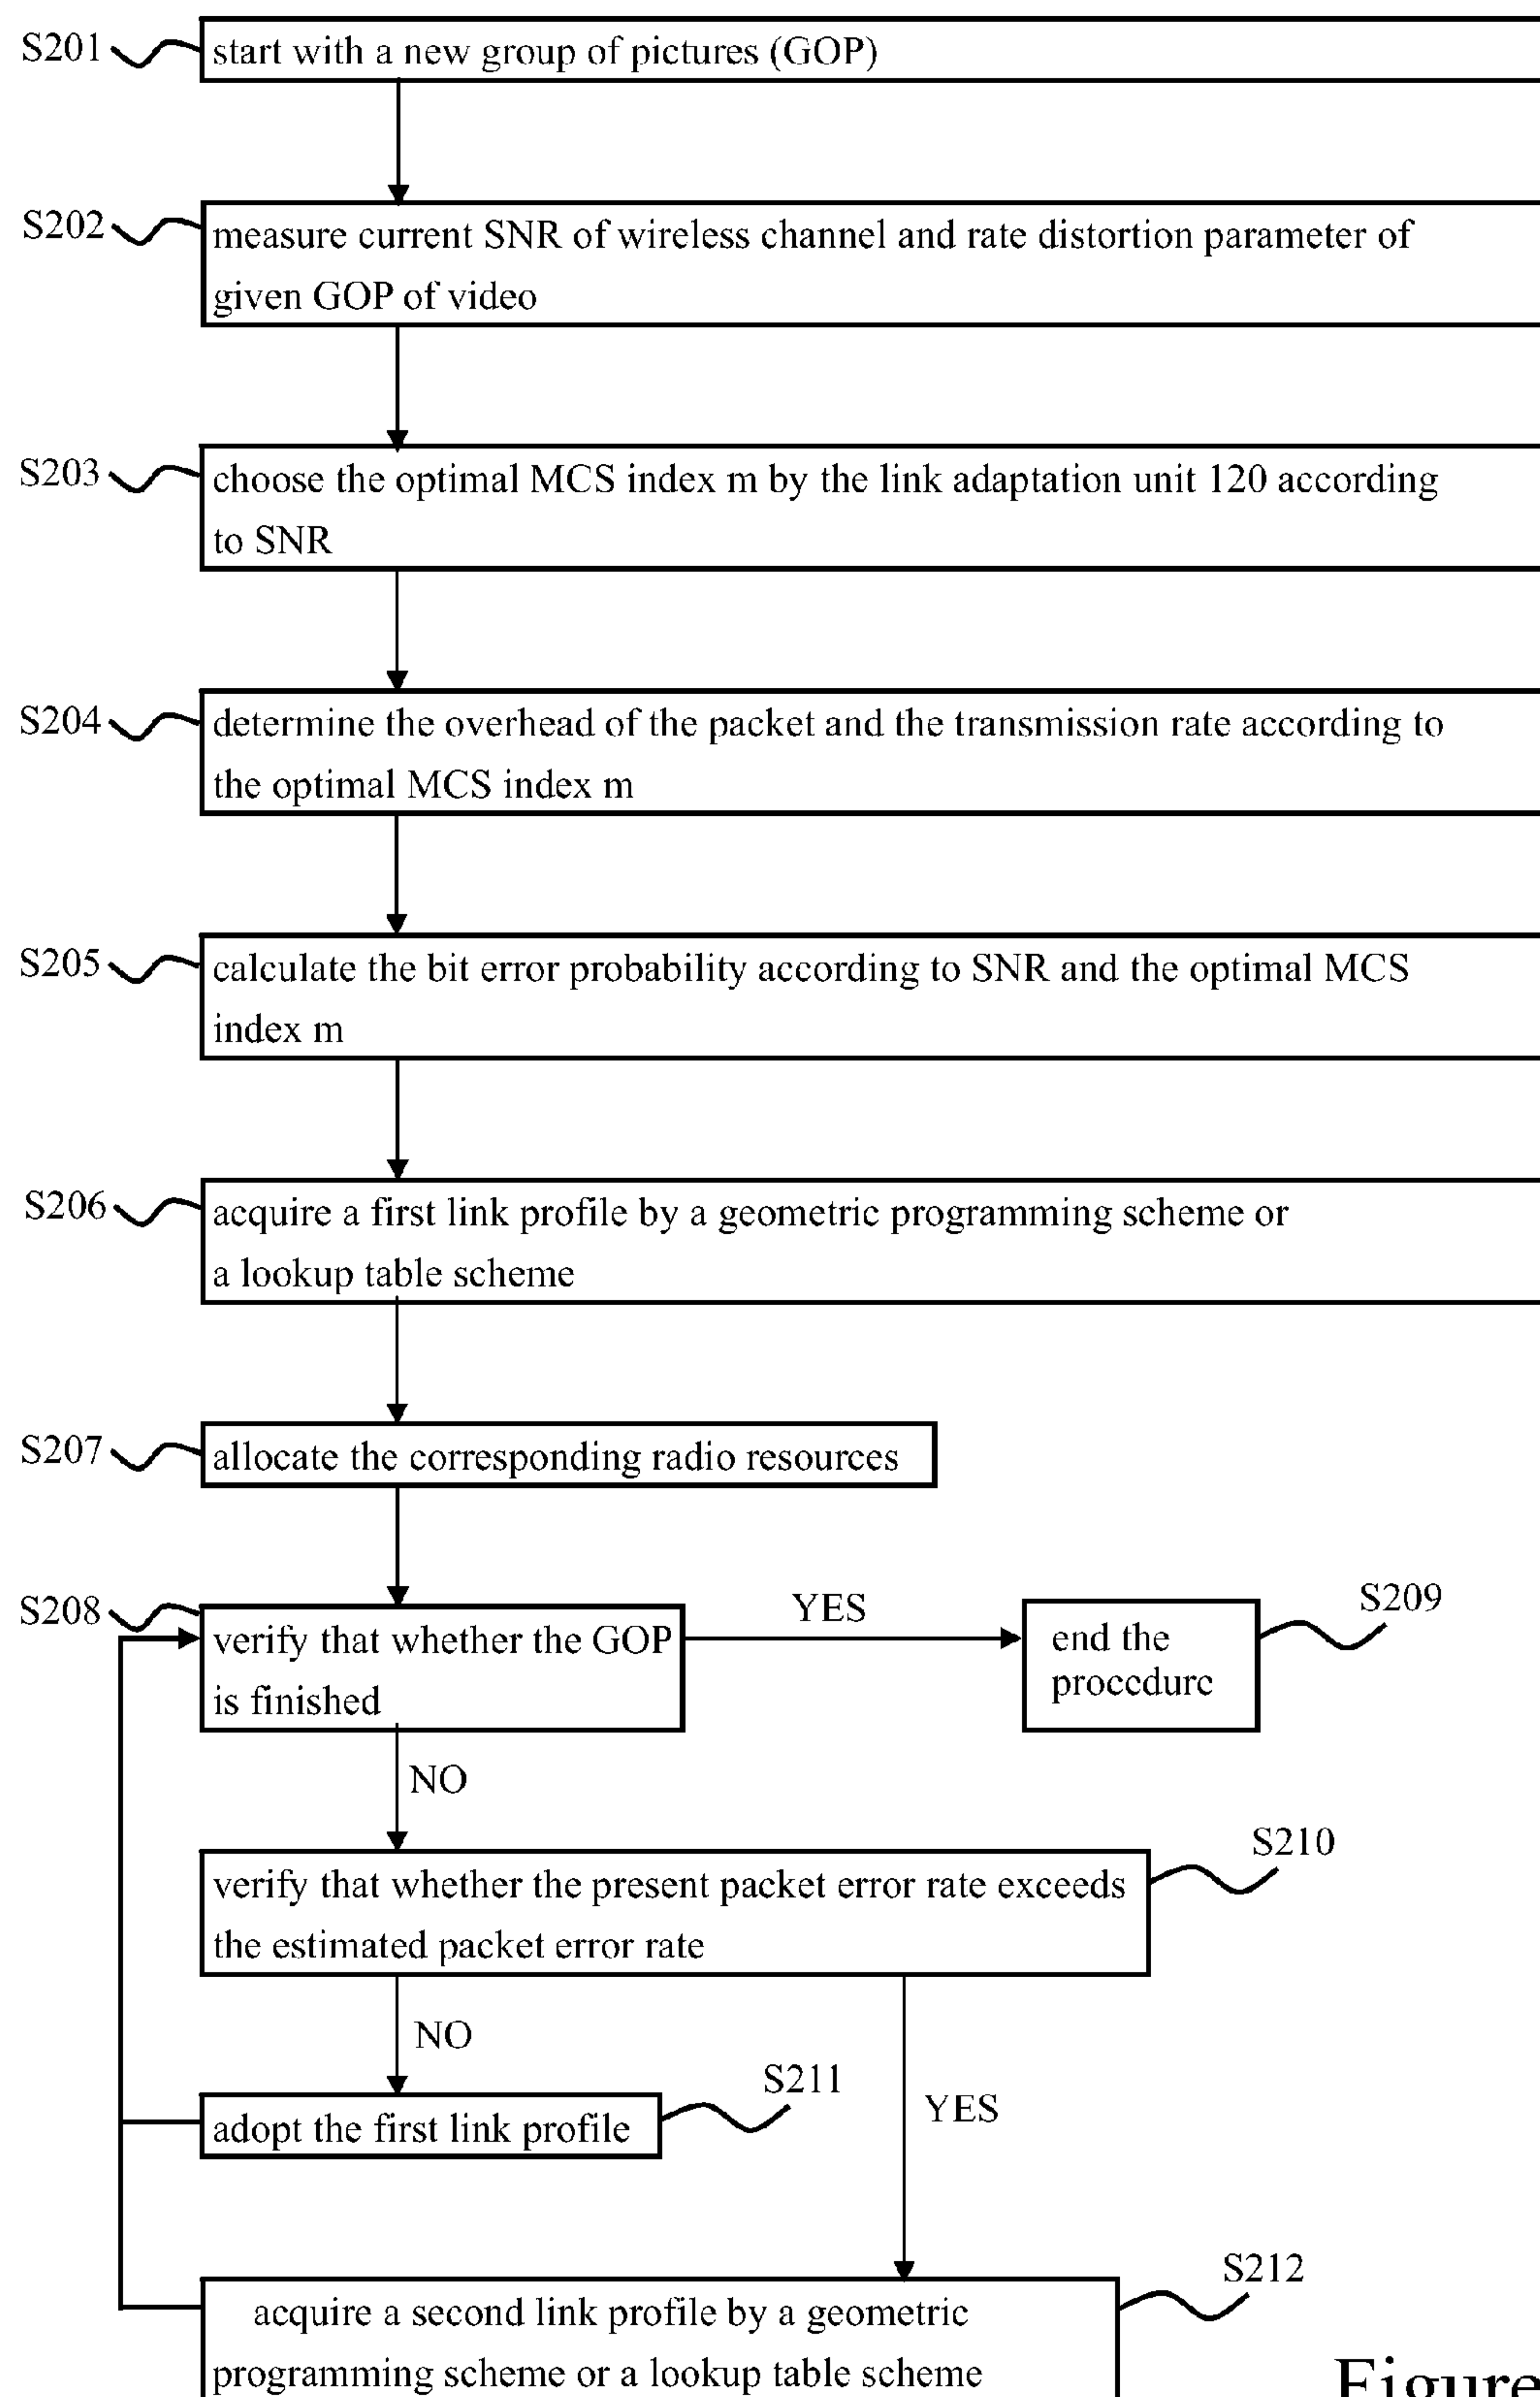 S201
start with a new group of pictures (GOP)
S202
measure current SNR of wireless channel and rate distortion parameter of
given GOP of video
S203
choose the optimal MCS index m by the link adaptation unit 120 according
to SNR
S204
determine the overhead of the packet and the transmission rate according to
the optimal MCS index m
S205
calculate the bit error probability according to SNR and the optimal MCS
index m
S206
acquire a first link profile by a geometric programming scheme or
a lookup table scheme
S207
allocate the corresponding radio resources
S208
verify that whether the GOP
is finished
YES
S209
end the
procedure
NO
S210
verify that whether the present packet error rate exceeds
the estimated packet error rate
NO
S211
adopt the first link profile
YES
S212
acquire a second link profile by a geometric
programming scheme or a lookup table scheme
Figure